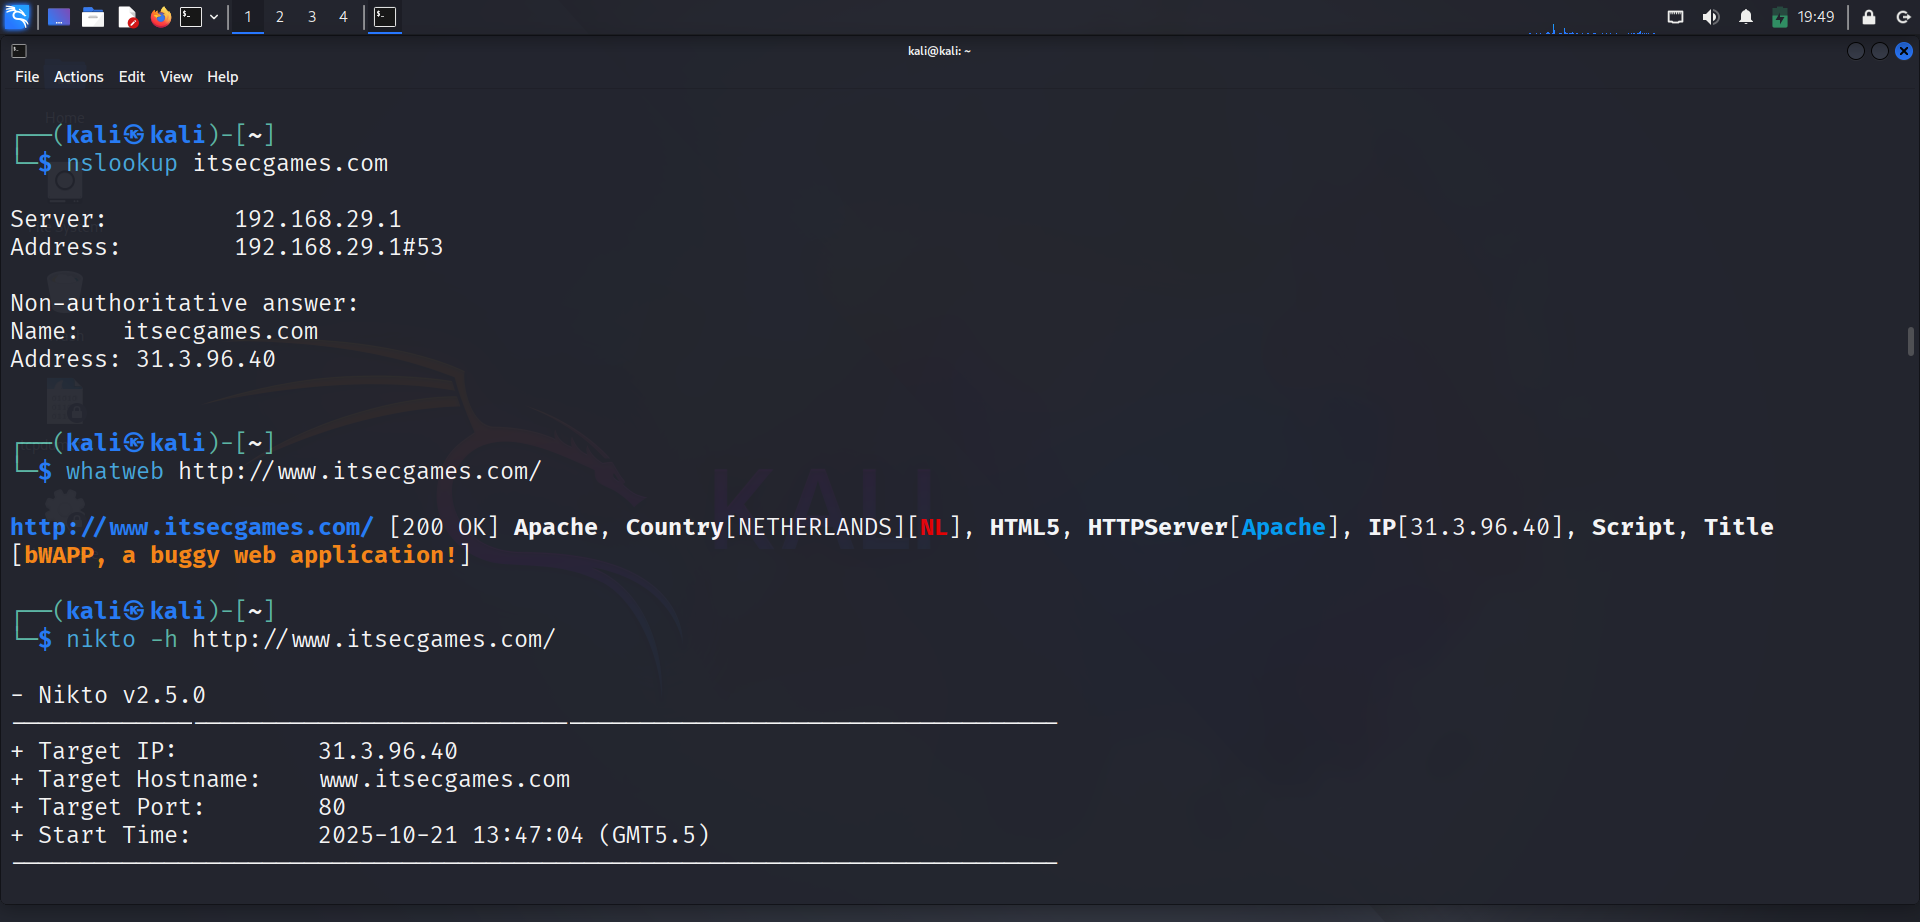 1 2 3 4 19:49
kali@kali: ~
File Actions Edit View Help
Home
┌──(kali㉿kali)-[~]
└─$ nslookup itsecgames.com
Server: 192.168.29.1
Address: 192.168.29.1#53
Non-authoritative answer:
Name: itsecgames.com
Address: 31.3.96.40
┌──(kali㉿kali)-[~]
└─$ whatweb http://www.itsecgames.com/
KALI
http://www.itsecgames.com/ [200 OK] Apache, Country[NETHERLANDS][NL], HTML5, HTTPServer[Apache], IP[31.3.96.40], Script, Title
[bWAPP, a buggy web application!]
┌──(kali㉿kali)-[~]
└─$ nikto -h http://www.itsecgames.com/
- Nikto v2.5.0
+ Target IP: 31.3.96.40
+ Target Hostname: www.itsecgames.com
+ Target Port: 80
+ Start Time: 2025-10-21 13:47:04 (GMT5.5)